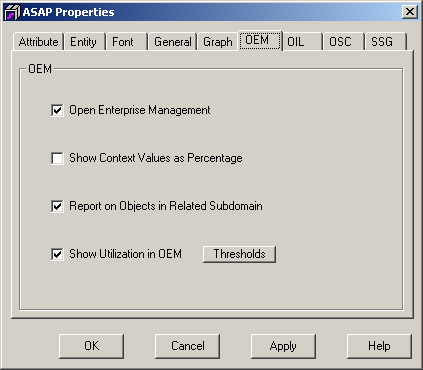 ASAP Properties
Attribute Entity Font General Graph OEM OIL OSC SSG
OEM
Open Enterprise Management
Show Context Values as Percentage
Report on Objects in Related Subdomain
Show Utilization in OEM Thresholds
OK Cancel Apply Help